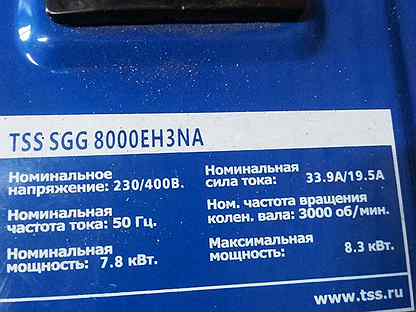 TSS SGG 8000EH3NA
Номинальное
напряжение: 230/400В.
Номинальная
сила тока: 33.9А/19.5А
Номинальная
частота тока: 50 Гц.
Ном. частота вращения
колен. вала: 3000 об/мин.
Номинальная
мощность: 7.8 кВт.
Максимальная
мощность: 8.3 кВт.
www.tss.ru